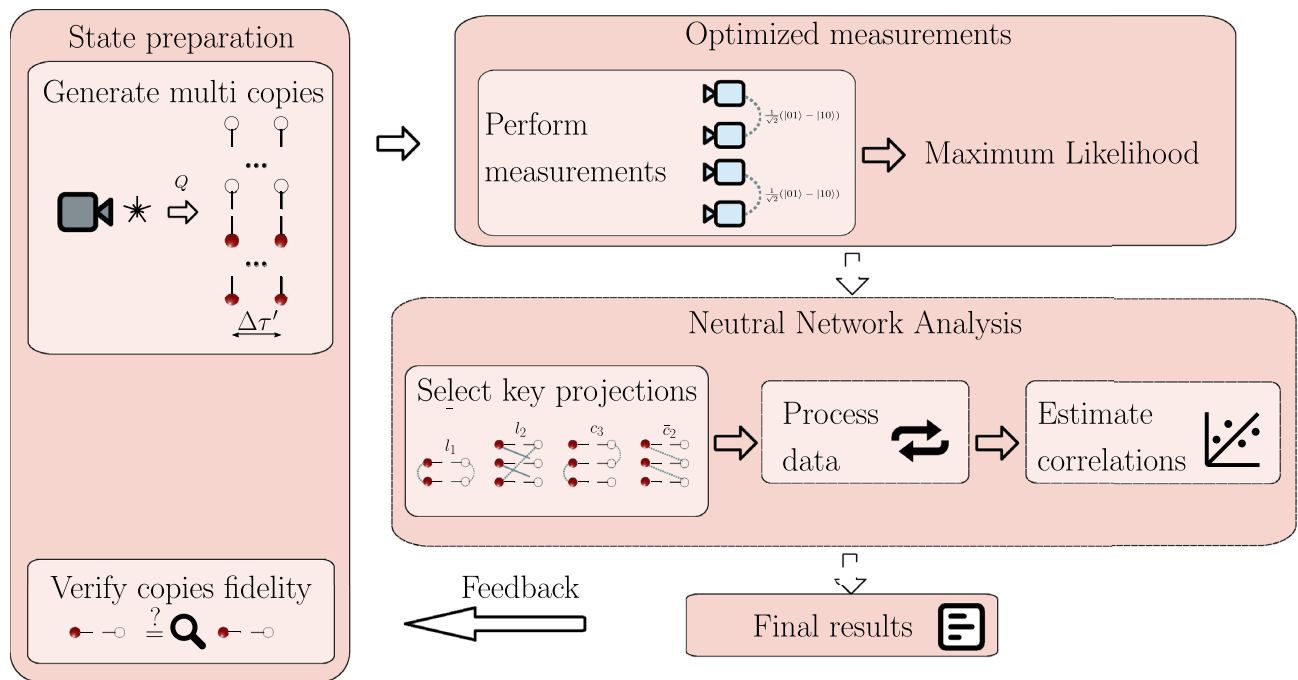 State preparation
Generate multi copies
...
Q
...
Δτ′
Verify copies fidelity
?
=
Optimized measurements
Perform
measurements
1/√2(|01⟩ − |10⟩)
1/√2(|01⟩ − |10⟩)
Maximum Likelihood
Neutral Network Analysis
Select key projections
l₁
l₂
c₃
c̄₂
Process
data
Estimate
correlations
Feedback
Final results